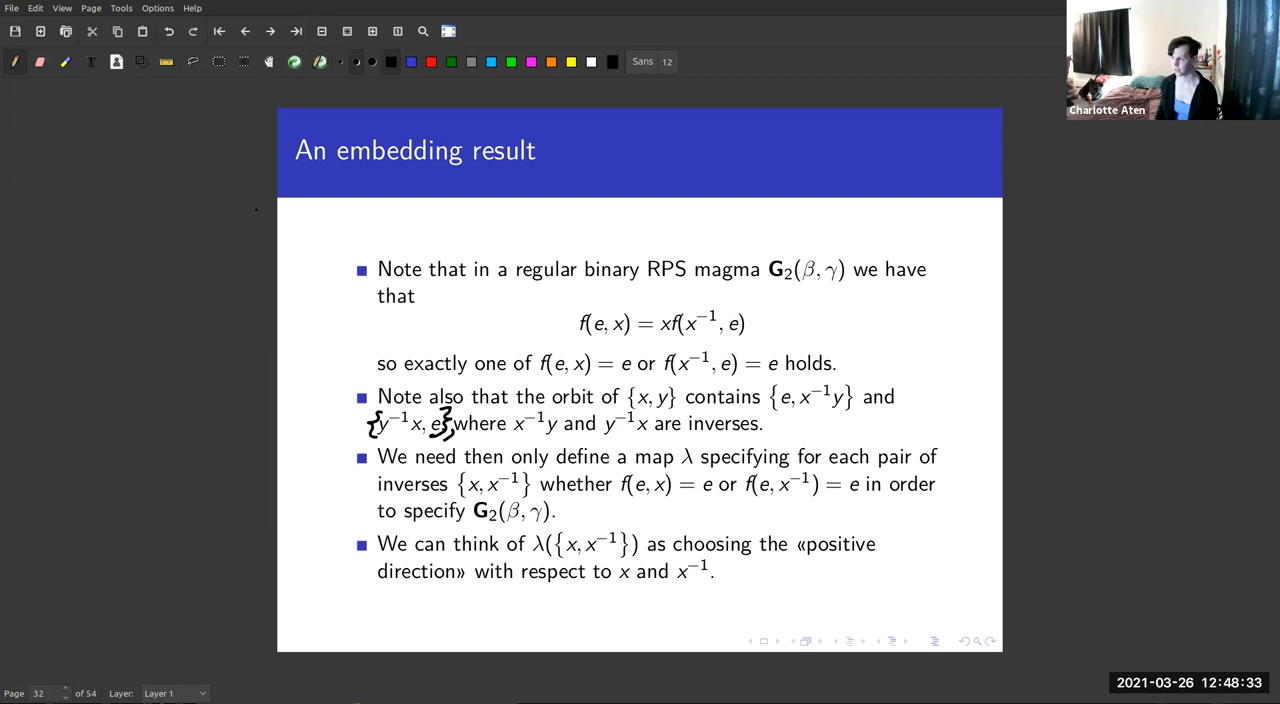 File Edit View Page Tools Options Help
Sans 12
Charlotte Aten
An embedding result
Note that in a regular binary RPS magma G₂(β, γ) we have
that
f(e, x) = xf(x⁻¹, e)
so exactly one of f(e, x) = e or f(x⁻¹, e) = e holds.
Note also that the orbit of {x, y} contains {e, x⁻¹y} and
{y⁻¹x, e}, where x⁻¹y and y⁻¹x are inverses.
We need then only define a map λ specifying for each pair of
inverses {x, x⁻¹} whether f(e, x) = e or f(e, x⁻¹) = e in order
to specify G₂(β, γ).
We can think of λ({x, x⁻¹}) as choosing the «positive
direction» with respect to x and x⁻¹.
2021-03-26 12:48:33
Page 32 of 54 Layer: Layer 1